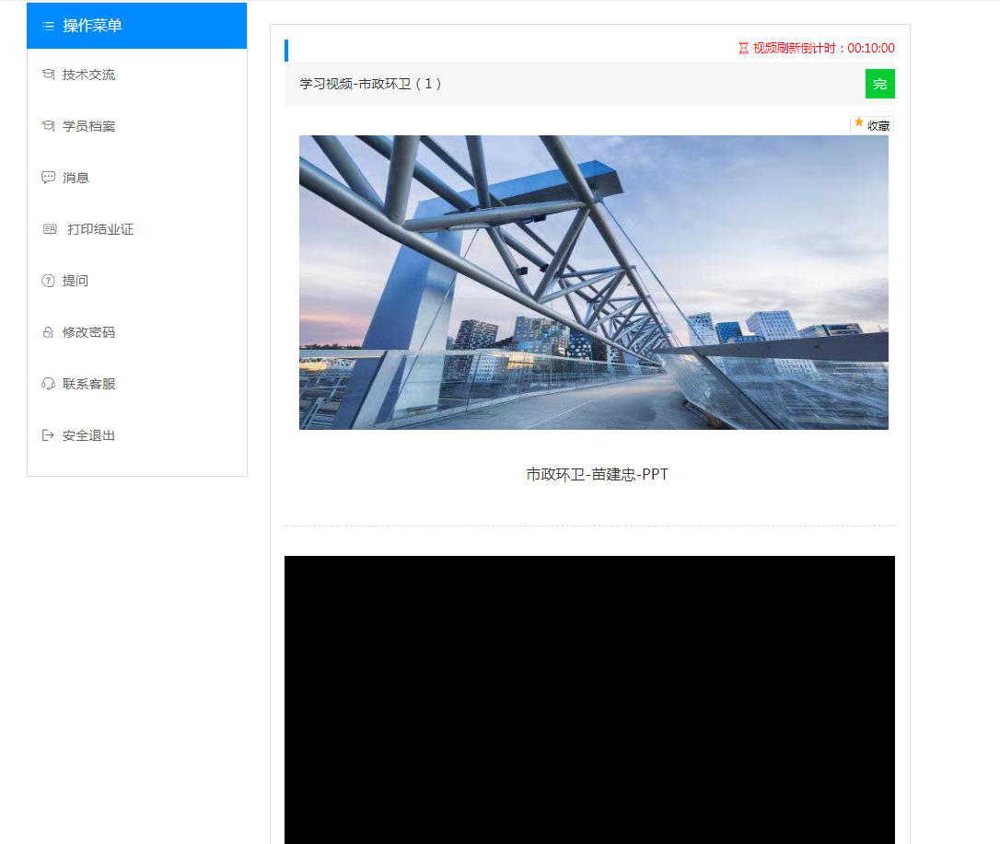 操作菜单
技术交流
学员档案
消息
打印结业证
提问
修改密码
联系客服
安全退出
视频刷新倒计时：00:10:00
学习视频-市政环卫（1）
完
收藏
市政环卫-苗建忠-PPT